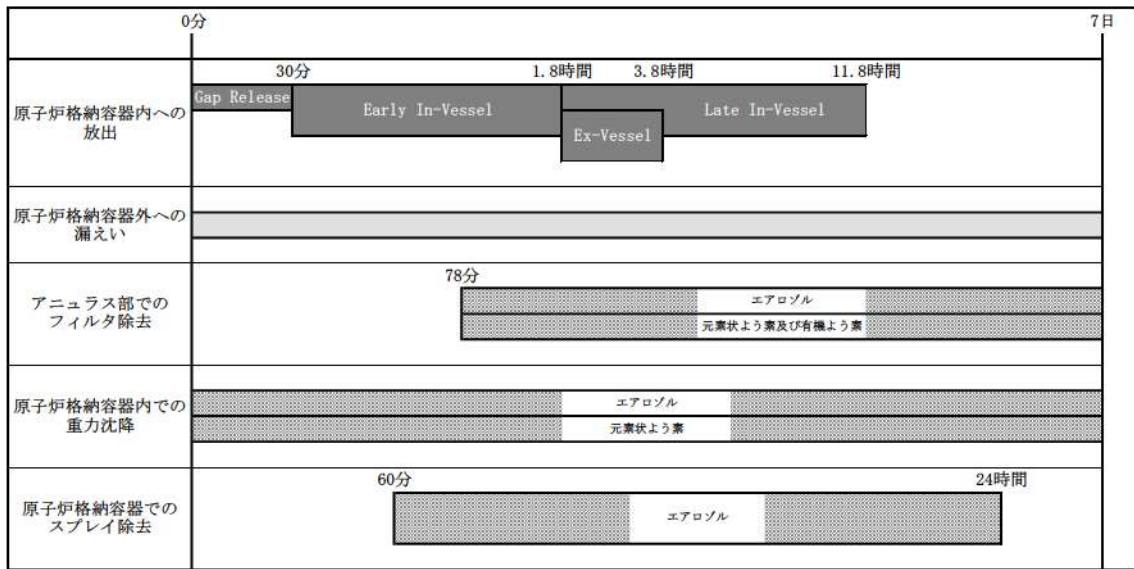 0分
7日
原子炉格納容器内への
放出
30分
1.8時間
3.8時間
11.8時間
Gap Release
Early In-Vessel
Late In-Vessel
Ex-Vessel
原子炉格納容器外への
漏えい
アニュラス部での
フィルタ除去
78分
エアロゾル
元素状よう素及び有機よう素
原子炉格納容器内での
重力沈降
エアロゾル
元素状よう素
原子炉格納容器での
スプレイ除去
60分
24時間
エアロゾル